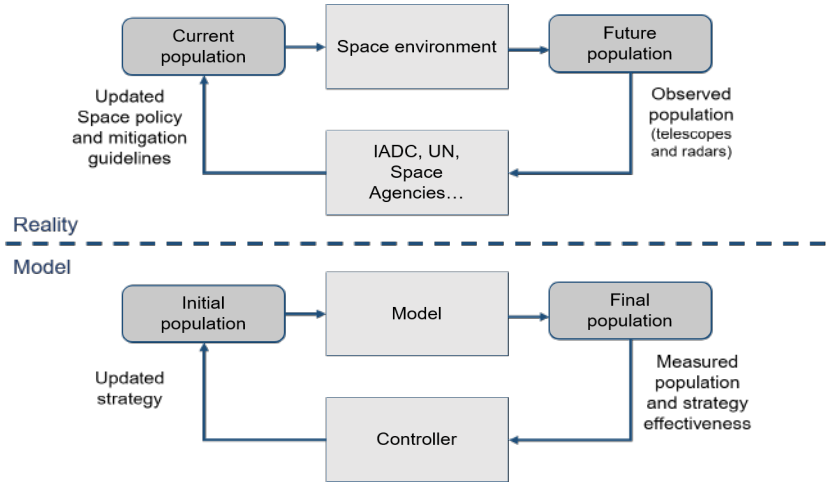 Current
population
Space environment
Future
population
Updated
Space policy
and mitigation
guidelines
Observed
population
(telescopes
and radars)
IADC, UN,
Space
Agencies…
Reality
Model
Initial
population
Model
Final
population
Updated
strategy
Measured
population
and strategy
effectiveness
Controller